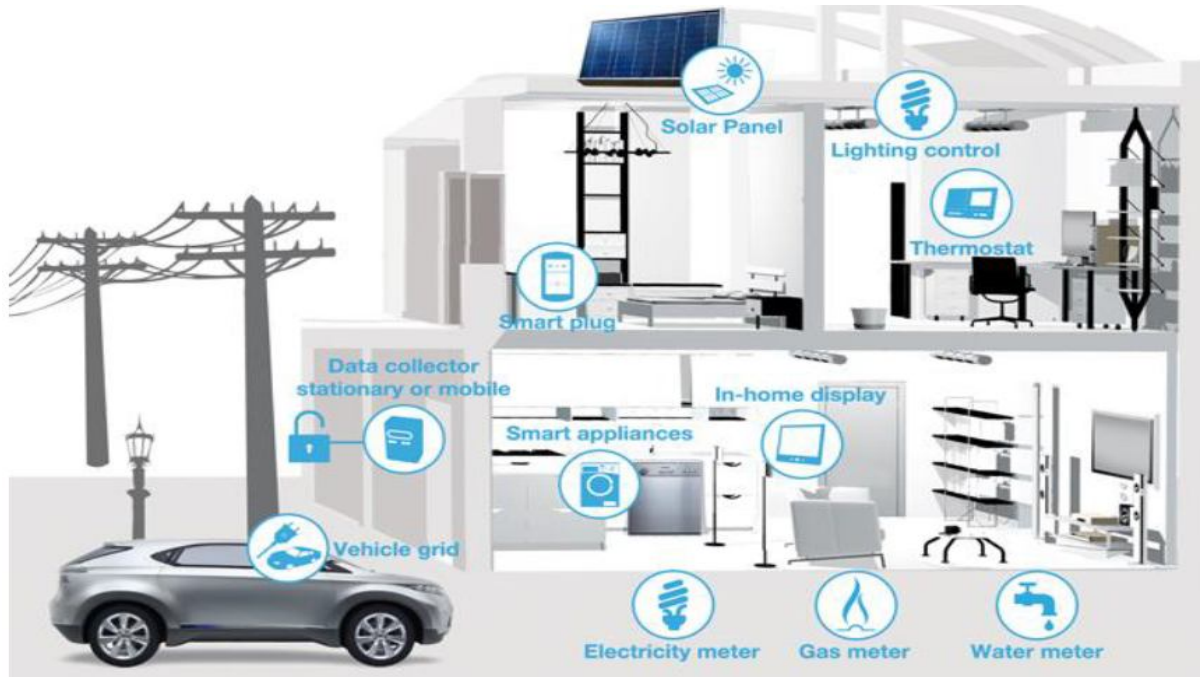 Solar Panel
Lighting control
Thermostat
Smart plug
Data collector
stationary or mobile
In-home display
Smart appliances
Vehicle grid
Electricity meter
Gas meter
Water meter